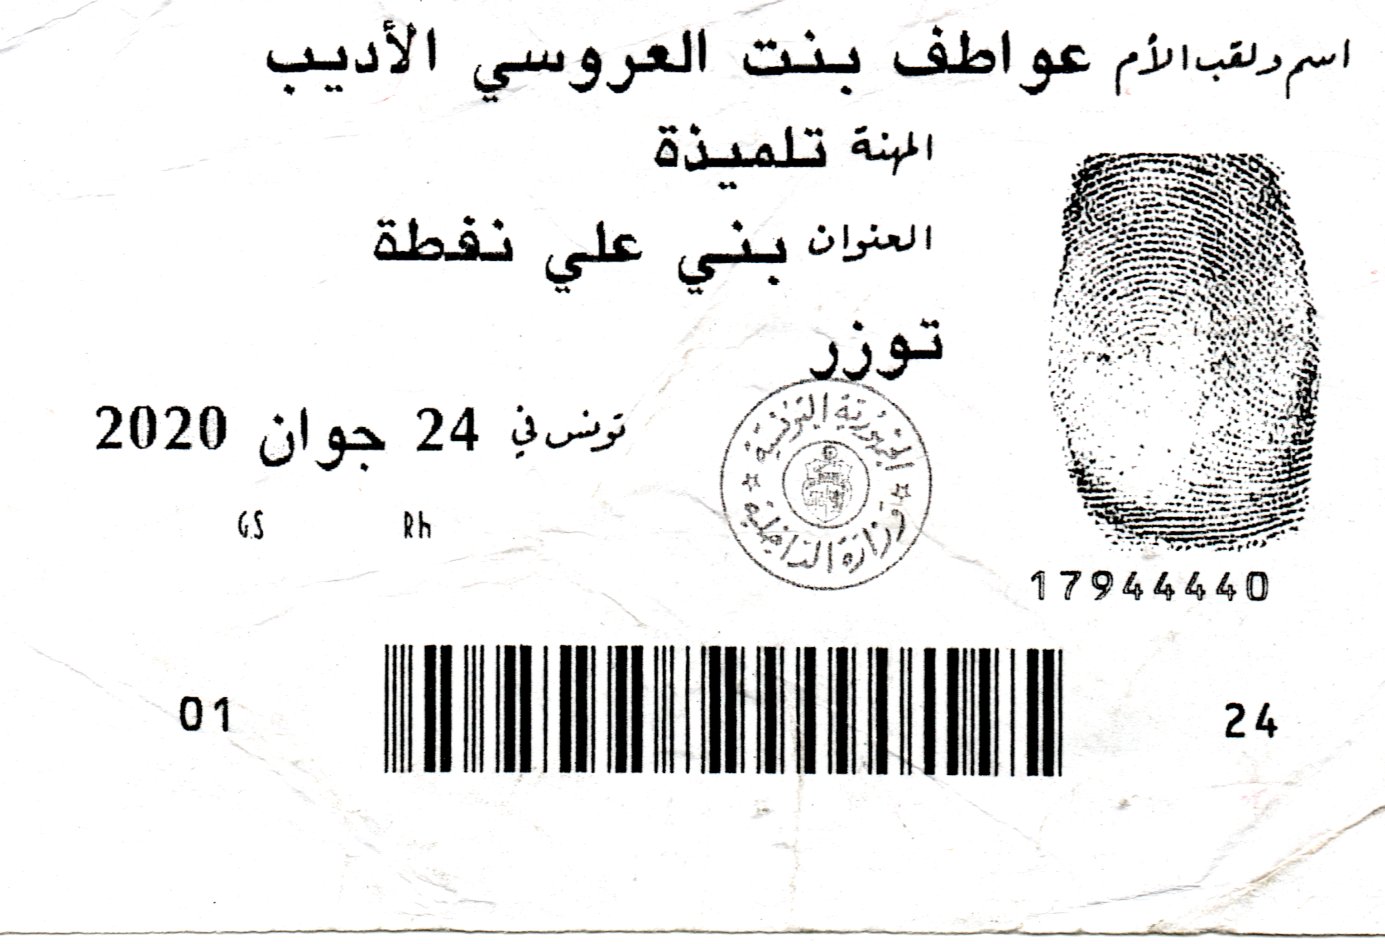 اسم ولقب الأم عواطف بنت العروسي الأديب
المهنة تلميذة
العنوان بني علي نفطة
توزر
تونس في 24 جوان 2020
الجمهورية التونسية
وزارة الداخلية
Rh
GS
17944440
01
24